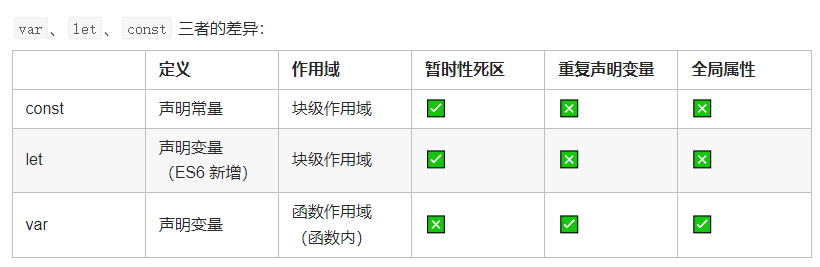 var、let、const 三者的差异:
定义 作用域 暂时性死区 重复声明变量 全局属性
const 声明常量 块级作用域 ✅ ❎ ❎
let 声明变量 块级作用域 ✅ ❎ ❎
（ES6 新增）
var 声明变量 函数作用域 ❎ ✅ ✅
（函数内）